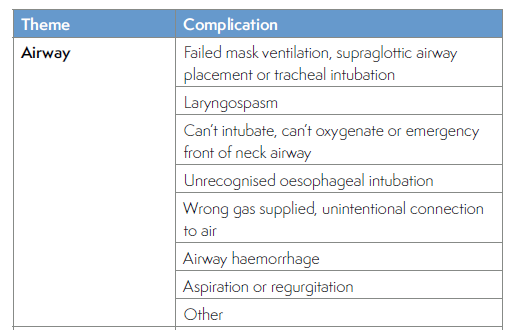 Theme Complication
Airway Failed mask ventilation, supraglottic airway
placement or tracheal intubation
Laryngospasm
Can’t intubate, can’t oxygenate or emergency
front of neck airway
Unrecognised oesophageal intubation
Wrong gas supplied, unintentional connection
to air
Airway haemorrhage
Aspiration or regurgitation
Other